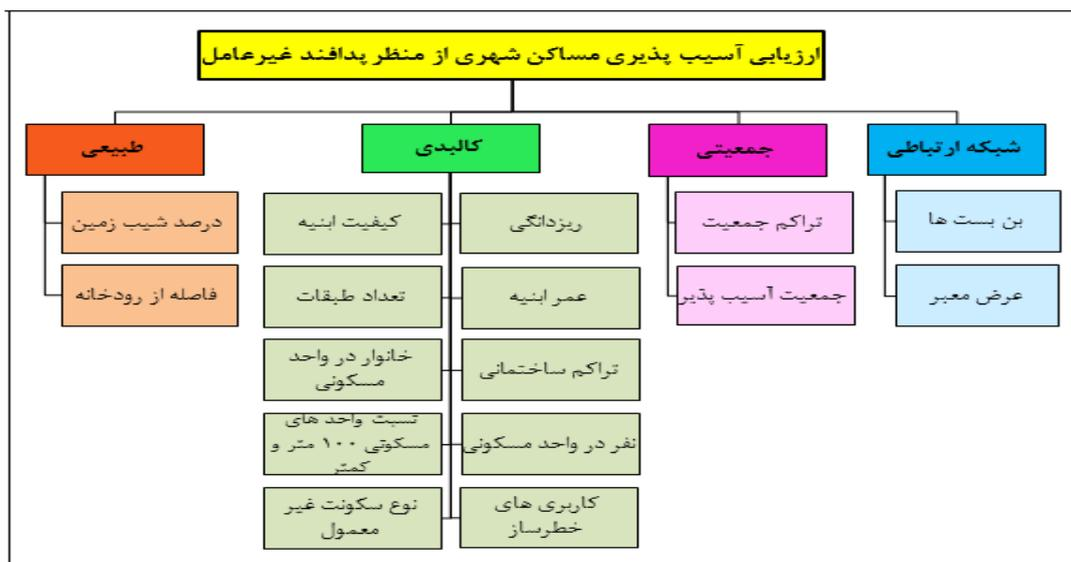 ارزیابی آسیب پذیری مساکن شهری از منظر پدافند غیرعامل
شبکه ارتباطی
جمعیتی
کالبدی
طبیعی
بن بست ها
عرض معبر
تراکم جمعیت
جمعیت آسیب پذیر
ریزدانگی
عمر ابنیه
تراکم ساختمانی
نفر در واحد مسکونی
کاربری های
خطرساز
کیفیت ابنیه
تعداد طبقات
خانوار در واحد
مسکونی
نسبت واحد های
مسکونی ۱۰۰ متر و
کمتر
نوع سکونت غیر
معمول
درصد شیب زمین
فاصله از رودخانه